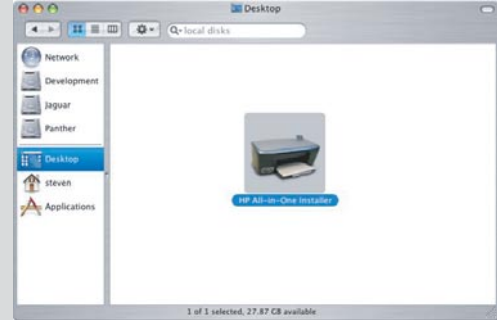 Desktop
local disks
Network
Development
Jaguar
Panther
Desktop
steven
Applications
HP All-in-One Installer
1 of 1 selected, 27.87 GB available